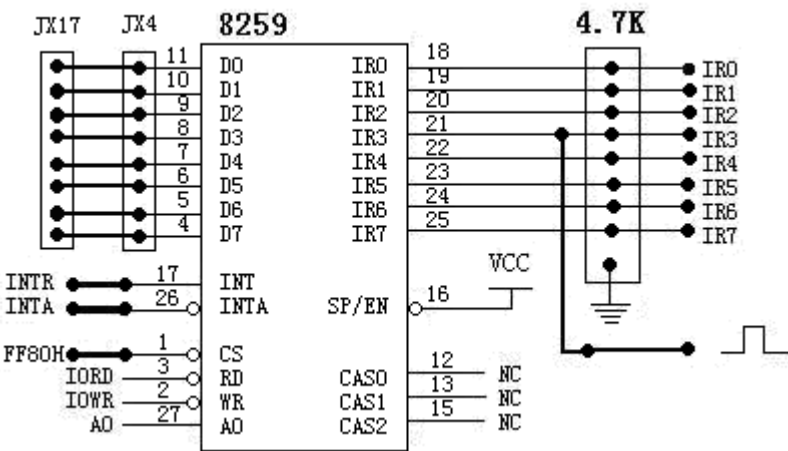 JX17 JX4 8259 4.7K
11 D0 IR0 18 IR0
10 D1 IR1 19 IR1
9 D2 IR2 20 IR2
8 D3 IR3 21 IR3
7 D4 IR4 22 IR4
6 D5 IR5 23 IR5
5 D6 IR6 24 IR6
4 D7 IR7 25 IR7
VCC
INTR 17 INT
INTA 26 INTA SP/EN 16
FF80H 1 CS
IORD 3 RD CAS0 12 NC
IOWR 2 WR CAS1 13 NC
A0 27 A0 CAS2 15 NC